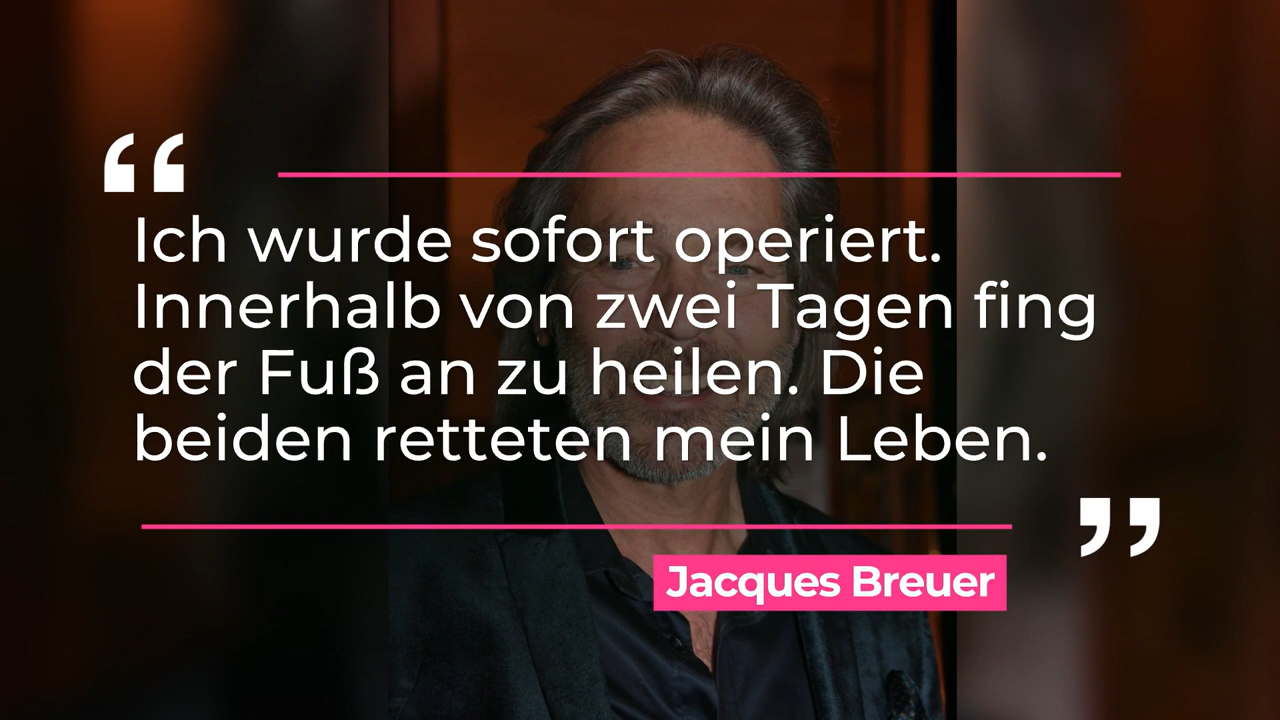 “
Ich wurde sofort operiert.
Innerhalb von zwei Tagen fing
der Fuß an zu heilen. Die
beiden retteten mein Leben.
”
Jacques Breuer